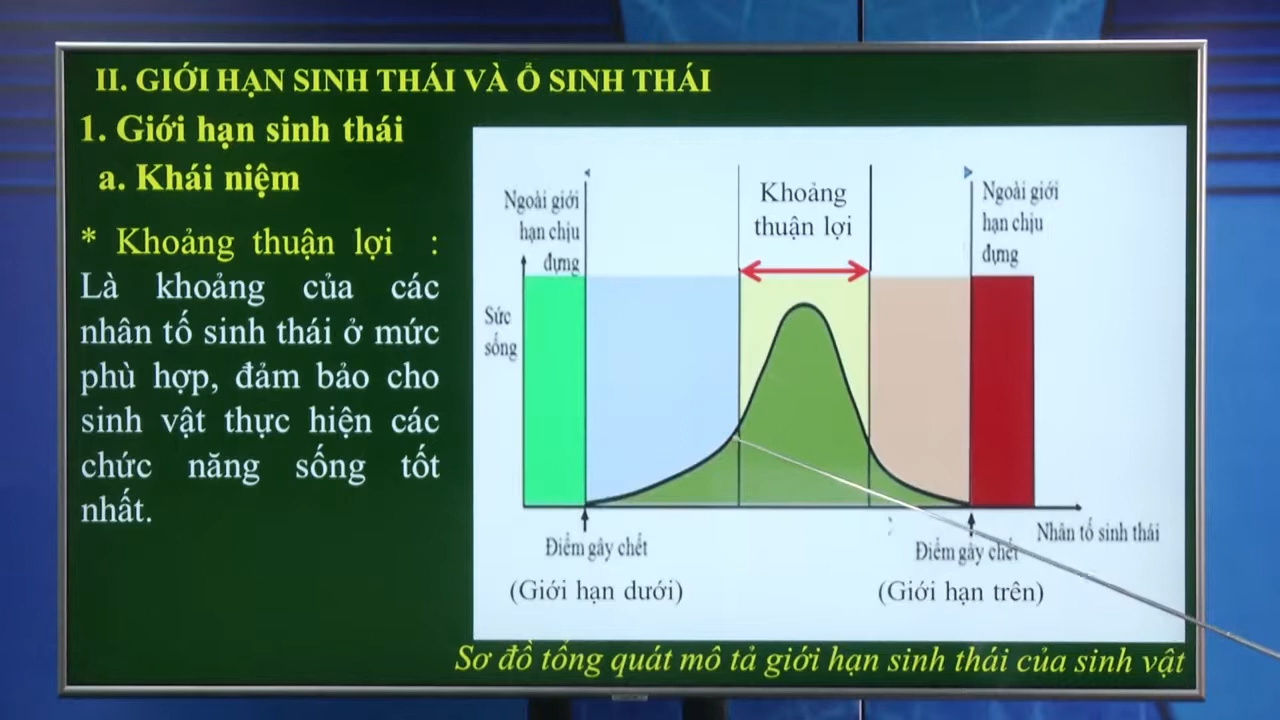 II. GIỚI HẠN SINH THÁI VÀ Ổ SINH THÁI
1. Giới hạn sinh thái
a. Khái niệm
* Khoảng thuận lợi :
Là khoảng của các
nhân tố sinh thái ở mức
phù hợp, đảm bảo cho
sinh vật thực hiện các
chức năng sống tốt
nhất.
Ngoài giới
hạn chịu
đựng
Khoảng
thuận lợi
Ngoài giới
hạn chịu
đựng
Sức
sống
Điểm gây chết
(Giới hạn dưới)
Điểm gây chết
(Giới hạn trên)
Nhân tố sinh thái
Sơ đồ tổng quát mô tả giới hạn sinh thái của sinh vật